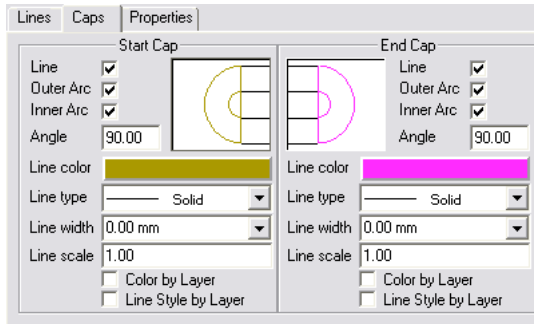 Lines Caps Properties
Start Cap
Line
Outer Arc
Inner Arc
Angle 90.00
Line color
Line type Solid
Line width 0.00 mm
Line scale 1.00
Color by Layer
Line Style by Layer
End Cap
Line
Outer Arc
Inner Arc
Angle 90.00
Line color
Line type Solid
Line width 0.00 mm
Line scale 1.00
Color by Layer
Line Style by Layer